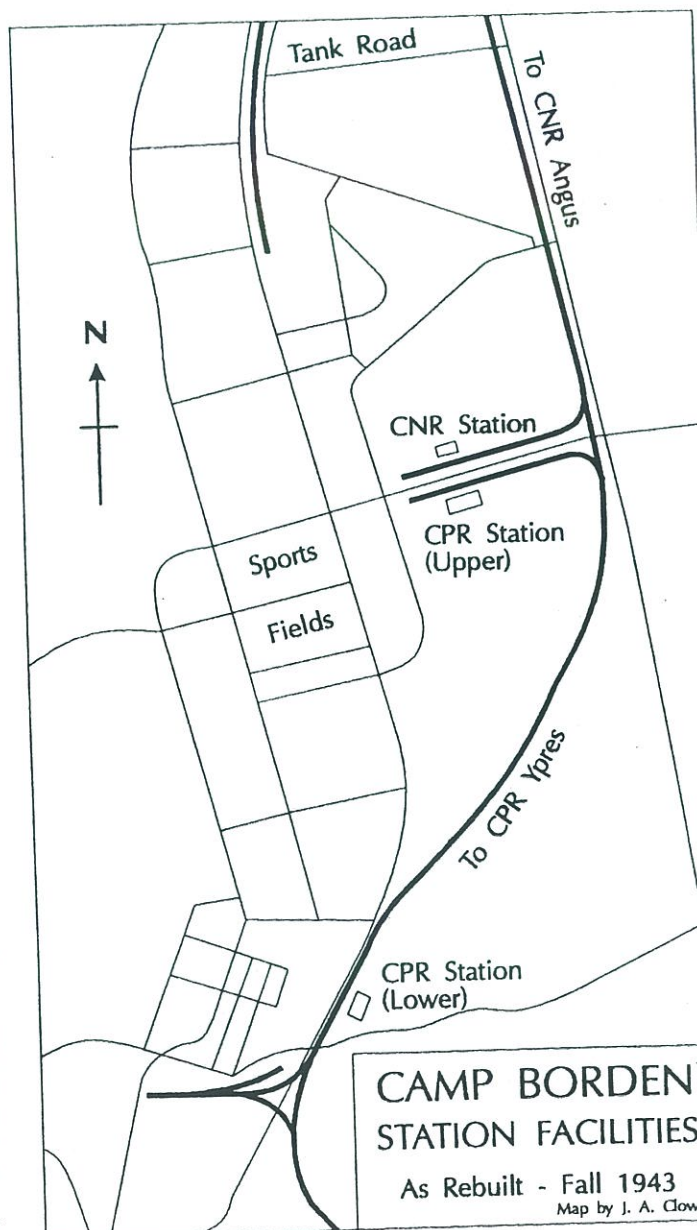 Tank Road
To CNR Angus
N
CNR Station
CPR Station
(Upper)
Sports
Fields
To CPR Ypres
CPR Station
(Lower)
CAMP BORDEN
STATION FACILITIES
As Rebuilt - Fall 1943
Map by J. A.